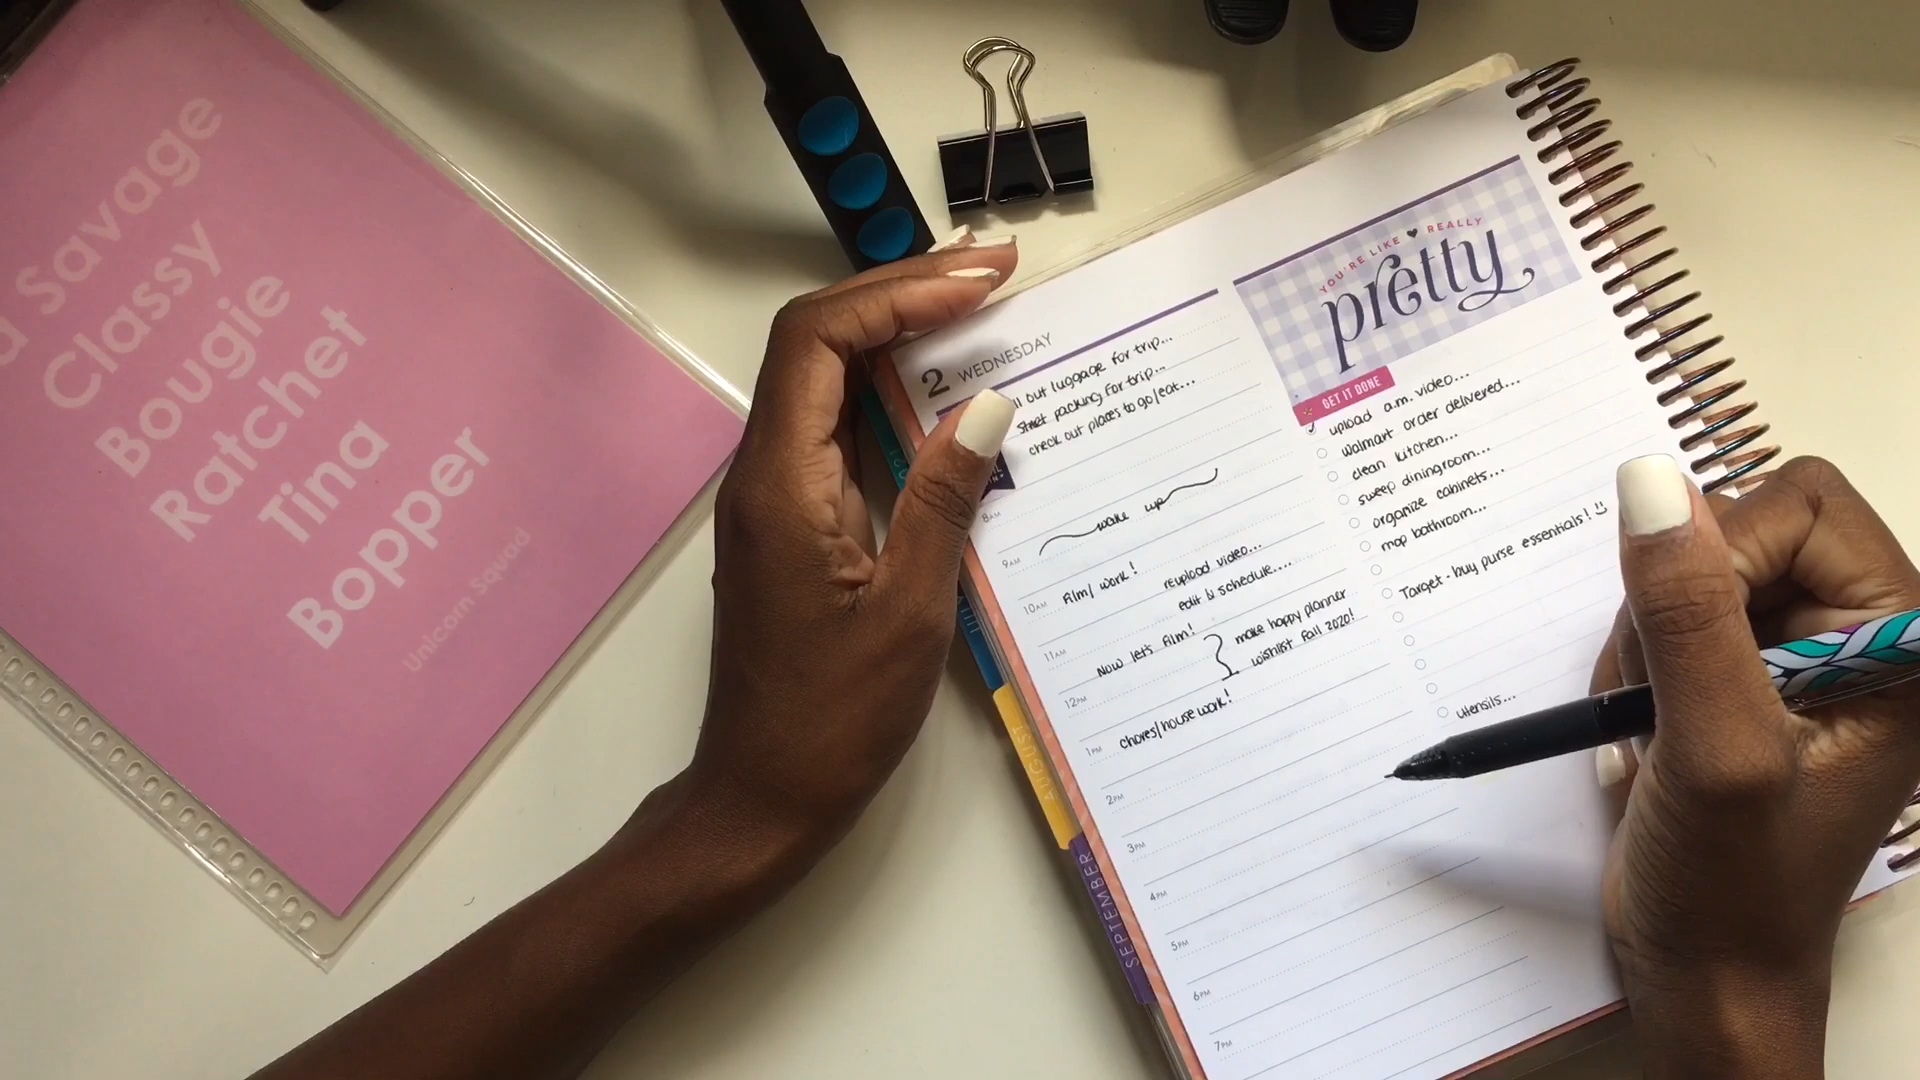 Savage
Classy
Bougie
Ratchet
Tina
Bopper
Unicorn Squad
2 WEDNESDAY
out luggage for trip...
packing for trip...
check out places to go/eat...
8AM
wake up
9AM
Film/work!
reupload video...
10AM
edit & schedule....
11AM
Now let's film!
make happy planner
wishlist Fall 2020!
12PM
chores/house work!
1PM
2PM
3PM
4PM
5PM
6PM
7PM
YOU'RE LIKE REALLY
pretty
GET IT DONE
upload a.m. video...
walmart order delivered...
clean kitchen...
sweep diningroom...
organize cabinets...
mop bathroom...
Target - buy purse essentials!
utensils...
AUGUST
SEPTEMBER